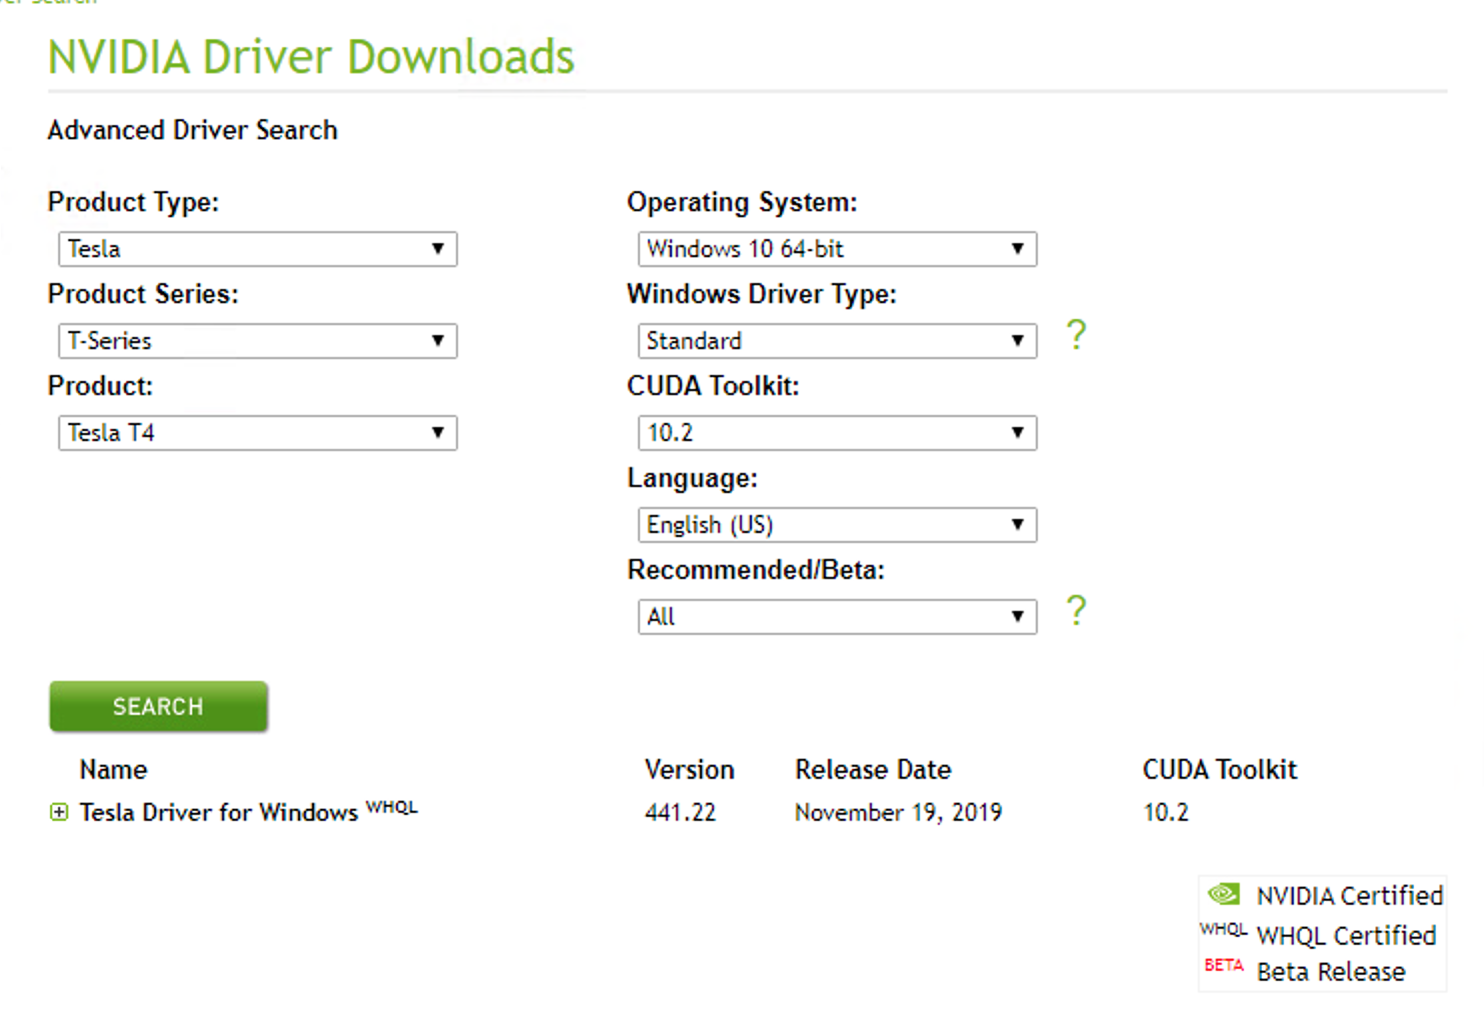 NVIDIA Driver Downloads
Advanced Driver Search
Product Type:
Tesla
Product Series:
T-Series
Product:
Tesla T4
Operating System:
Windows 10 64-bit
Windows Driver Type:
Standard
?
CUDA Toolkit:
10.2
Language:
English (US)
Recommended/Beta:
All
?
SEARCH
Name Version Release Date CUDA Toolkit
Tesla Driver for Windows WHQL 441.22 November 19, 2019 10.2
NVIDIA Certified
WHQL WHQL Certified
BETA Beta Release